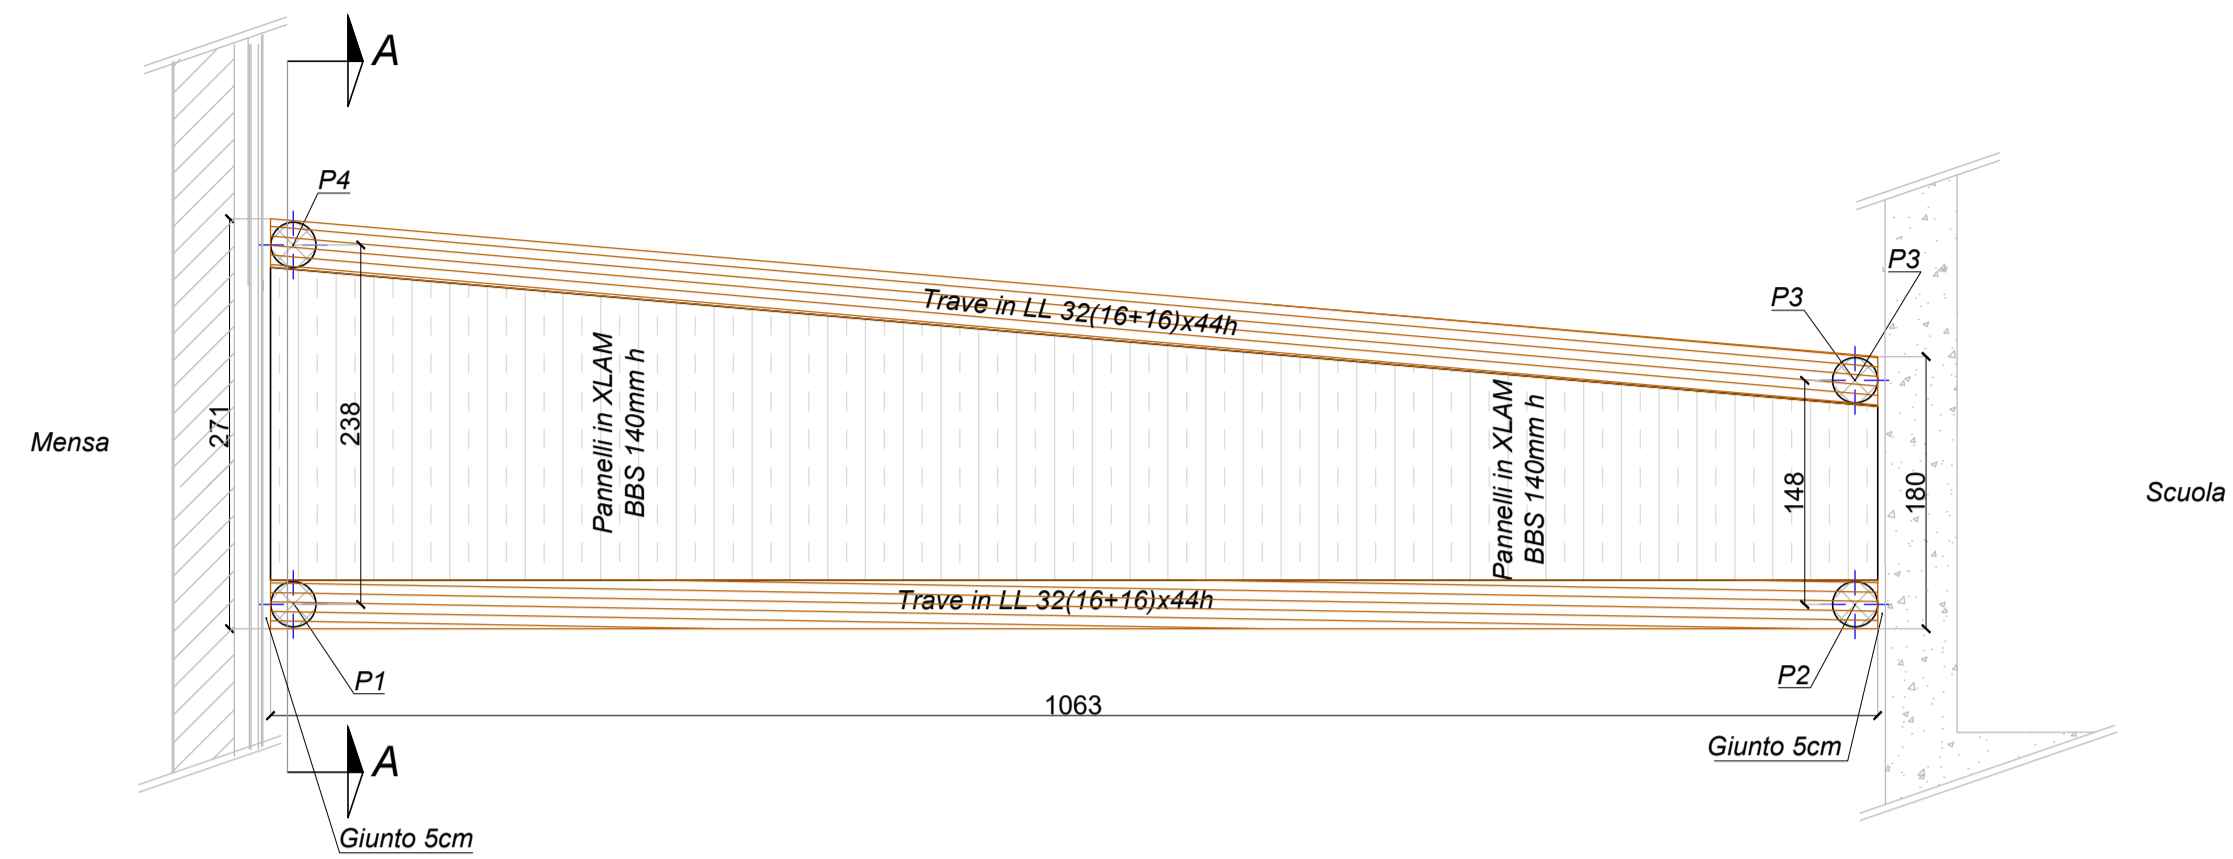 A
P4
P3
P3
Trave in LL 32(16+16)x44h
Pannelli in XLAM
BBS 140mm h
Pannelli in XLAM
BBS 140mm h
271
238
Mensa
148
180
Scuola
Trave in LL 32(16+16)x44h
P1
P2
1063
Giunto 5cm
A
Giunto 5cm